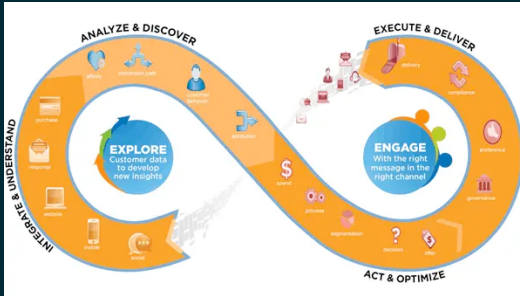 ANALYZE & DISCOVER
EXECUTE & DELIVER
INTEGRATE & UNDERSTAND
ACT & OPTIMIZE
EXPLORE
Customer data
to develop
new insights
ENGAGE
With the right
message in the
right channel
affinity
conversion path
customer
behavior
attribution
purchase
response
website
mobile
social
spend
process
segmentation
decision
offer
governance
preference
compliance
delivery